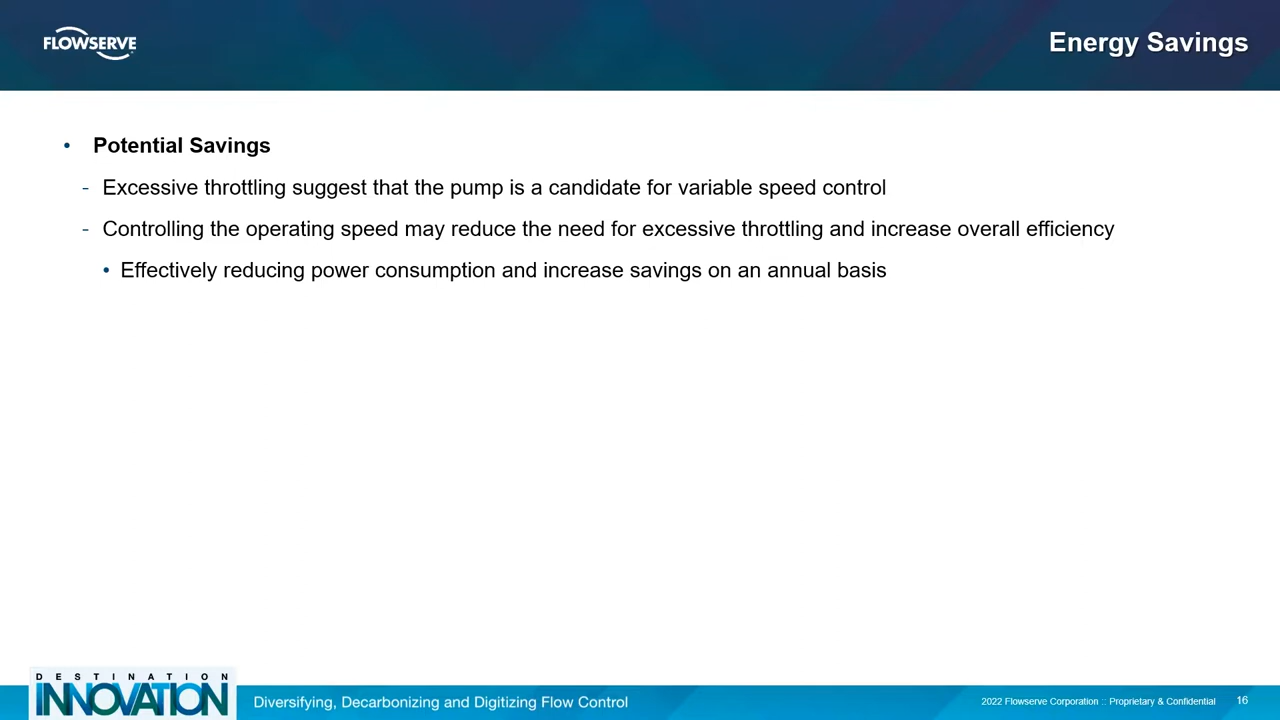 FLOWSERVE
Energy Savings
• Potential Savings
- Excessive throttling suggest that the pump is a candidate for variable speed control
- Controlling the operating speed may reduce the need for excessive throttling and increase overall efficiency
• Effectively reducing power consumption and increase savings on an annual basis
DESTINATION
INNOVATION
Diversifying, Decarbonizing and Digitizing Flow Control
2022 Flowserve Corporation :: Proprietary & Confidential 16